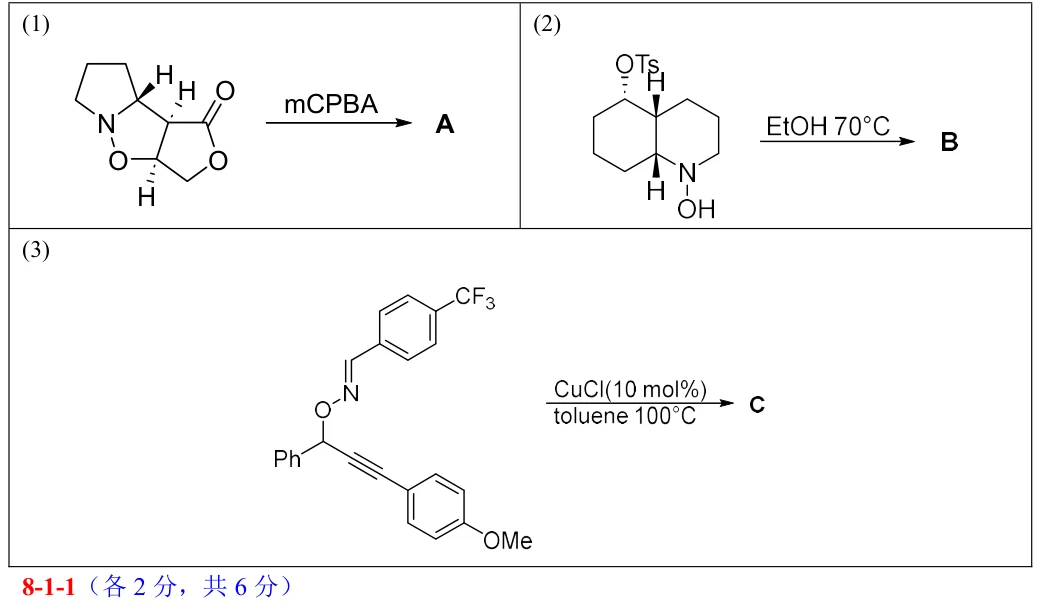 (1)
H
H
O
N
O
O
H
mCPBA
A
(2)
OTs
H
H
N
OH
EtOH 70°C
B
(3)
CF3
N
O
Ph
OMe
CuCl(10 mol%)
toluene 100°C
C
8-1-1（各 2 分，共 6 分）